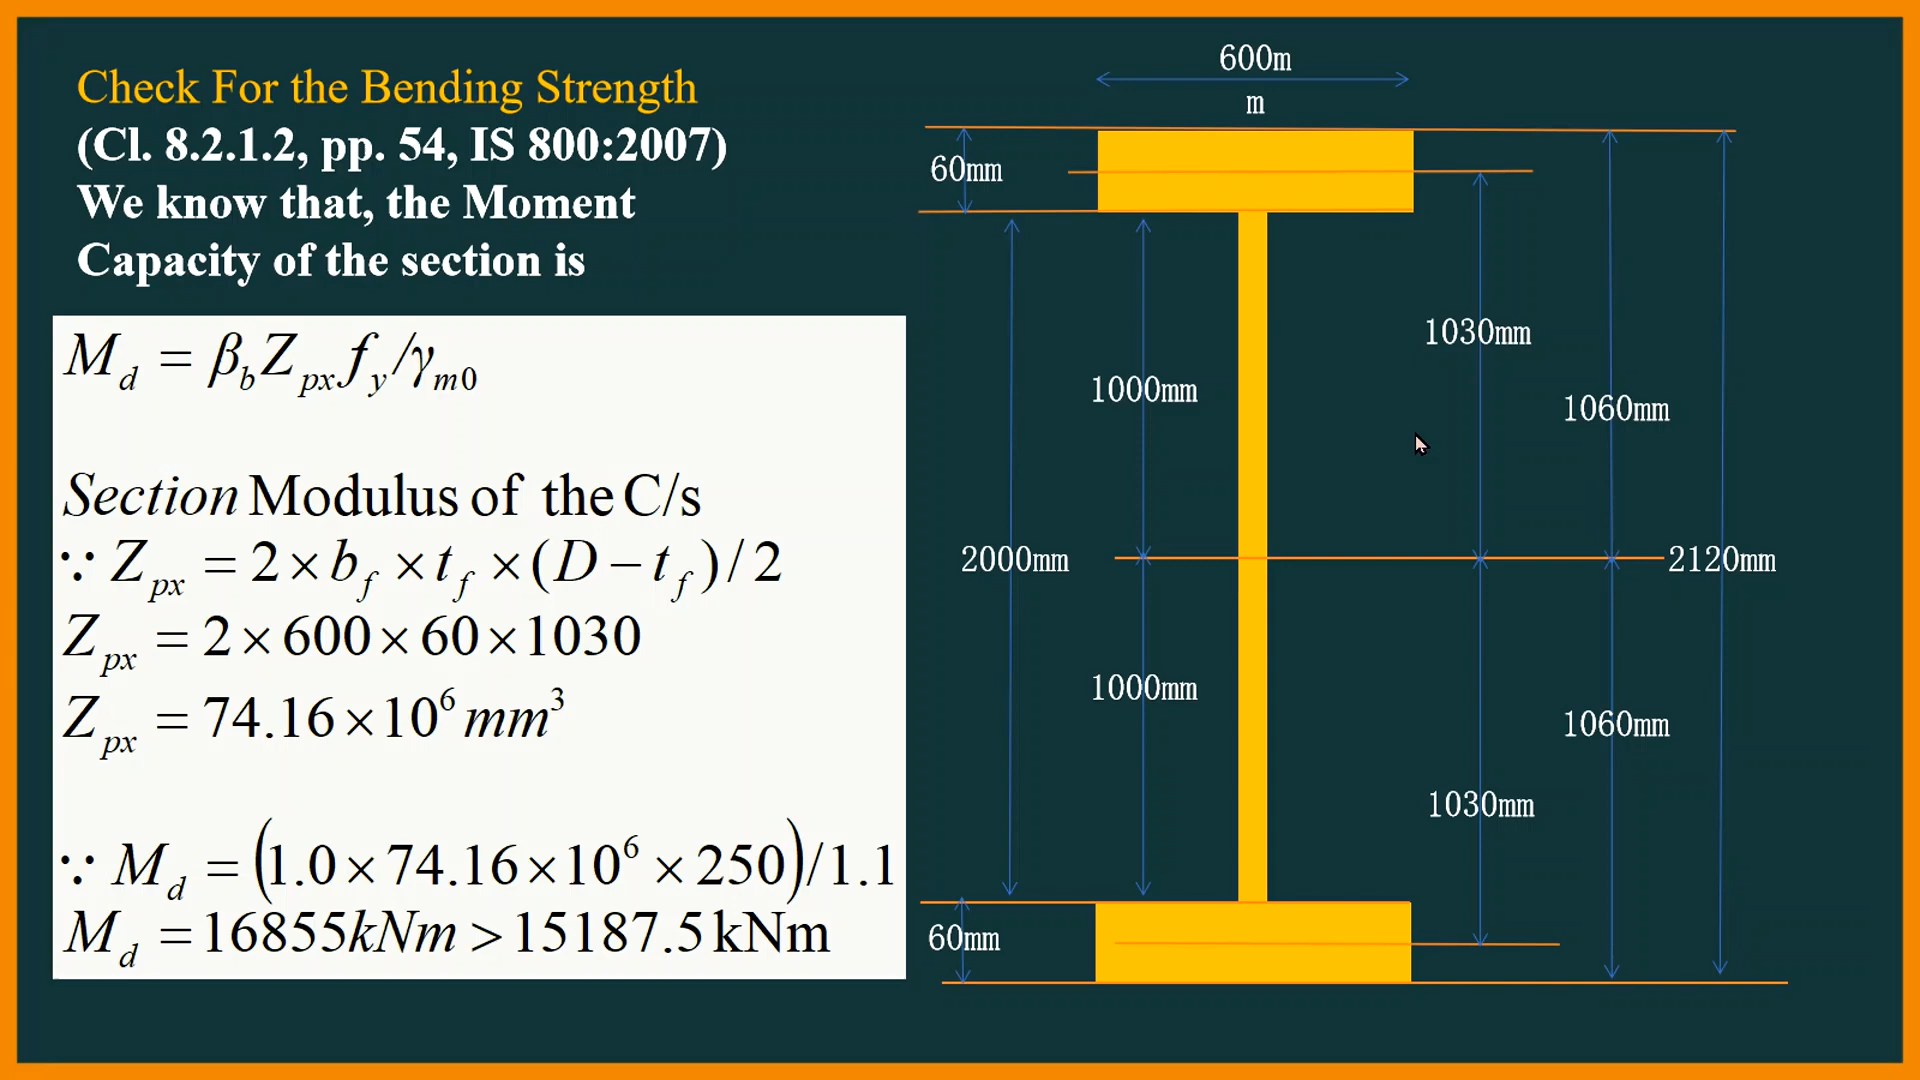 Check For the Bending Strength
(Cl. 8.2.1.2, pp. 54, IS 800:2007)
We know that, the Moment
Capacity of the section is
M_d = β_b Z_px f_y /γ_m0
Section Modulus of the C/s
∵ Z_px = 2 × b_f × t_f × (D − t_f) / 2
Z_px = 2 × 600 × 60 × 1030
Z_px = 74.16 × 10^6 mm^3
∵ M_d = (1.0 × 74.16 × 10^6 × 250) / 1.1
M_d = 16855kNm > 15187.5 kNm
600m
m
60mm
1030mm
1000mm
1060mm
2000mm
2120mm
1000mm
1060mm
1030mm
60mm